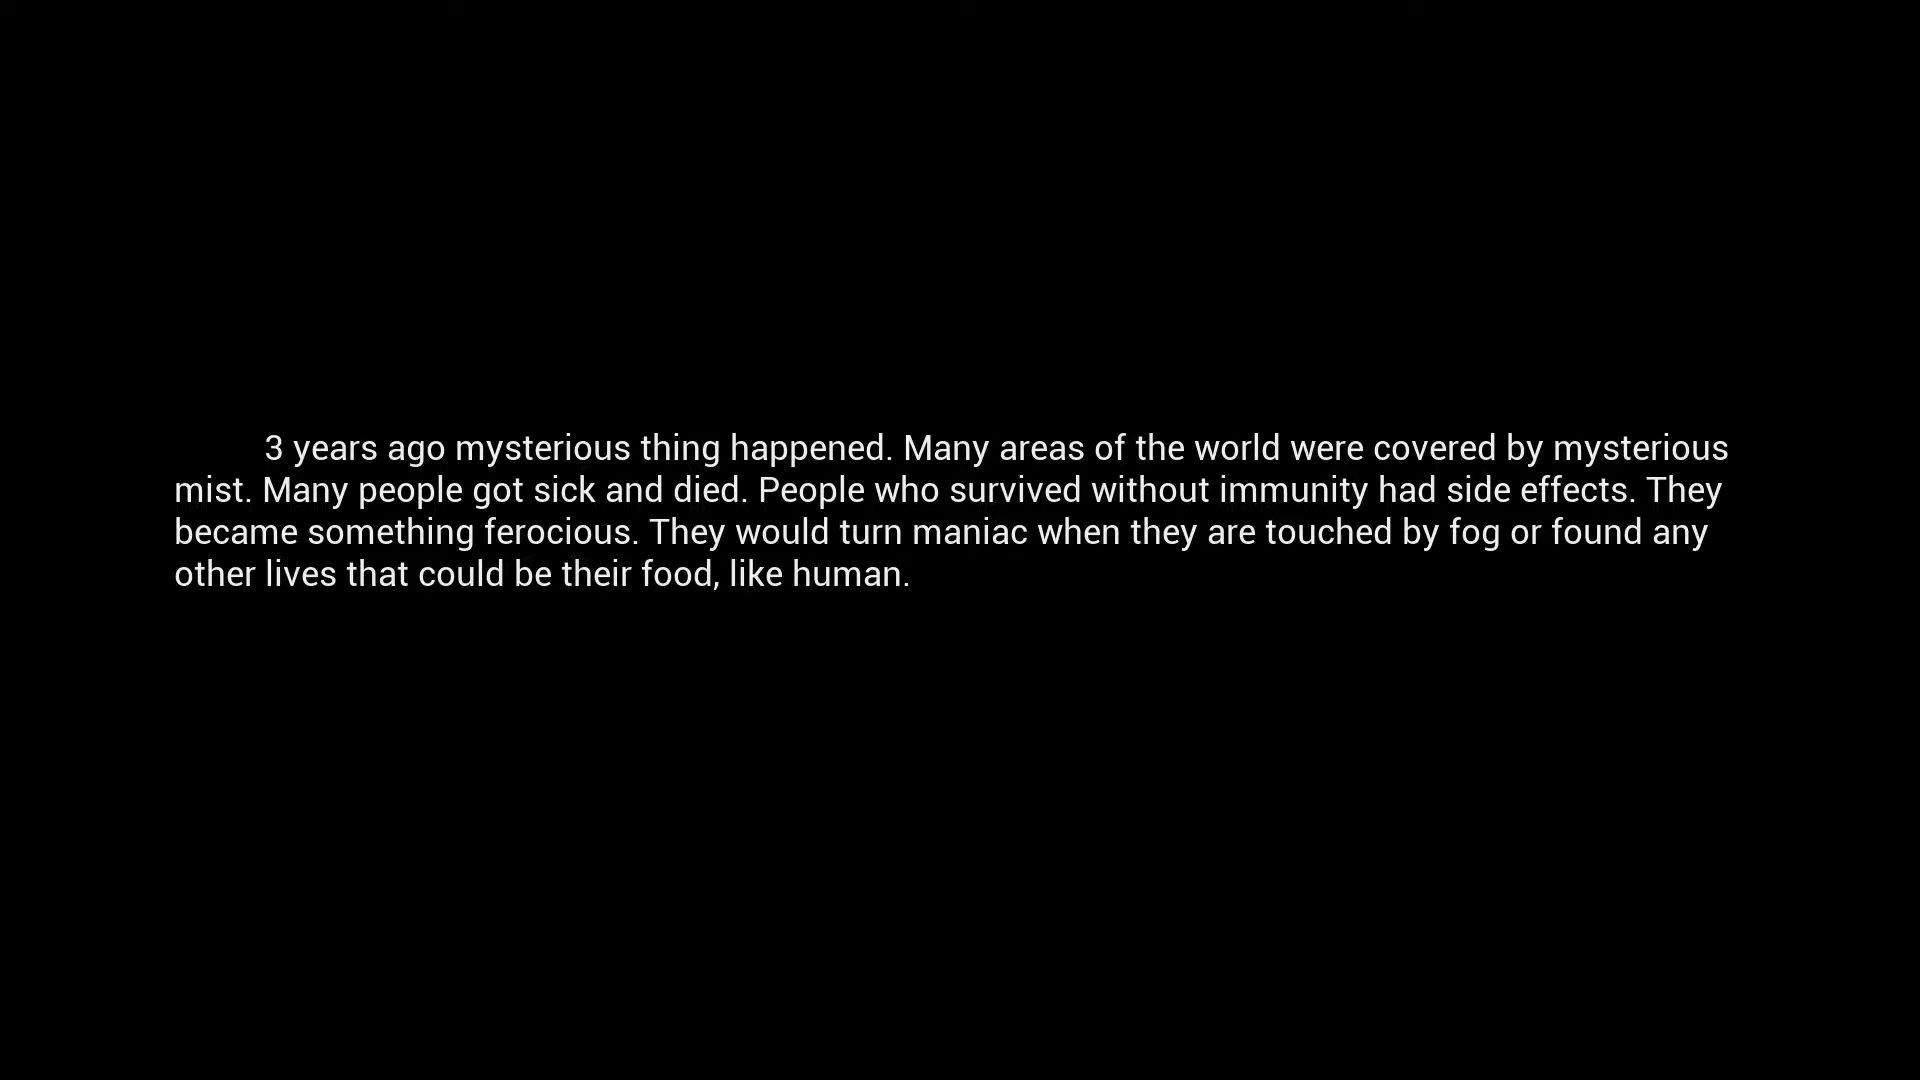 3 years ago mysterious thing happened. Many areas of the world were covered by mysterious
mist. Many people got sick and died. People who survived without immunity had side effects. They
became something ferocious. They would turn maniac when they are touched by fog or found any
other lives that could be their food, like human.